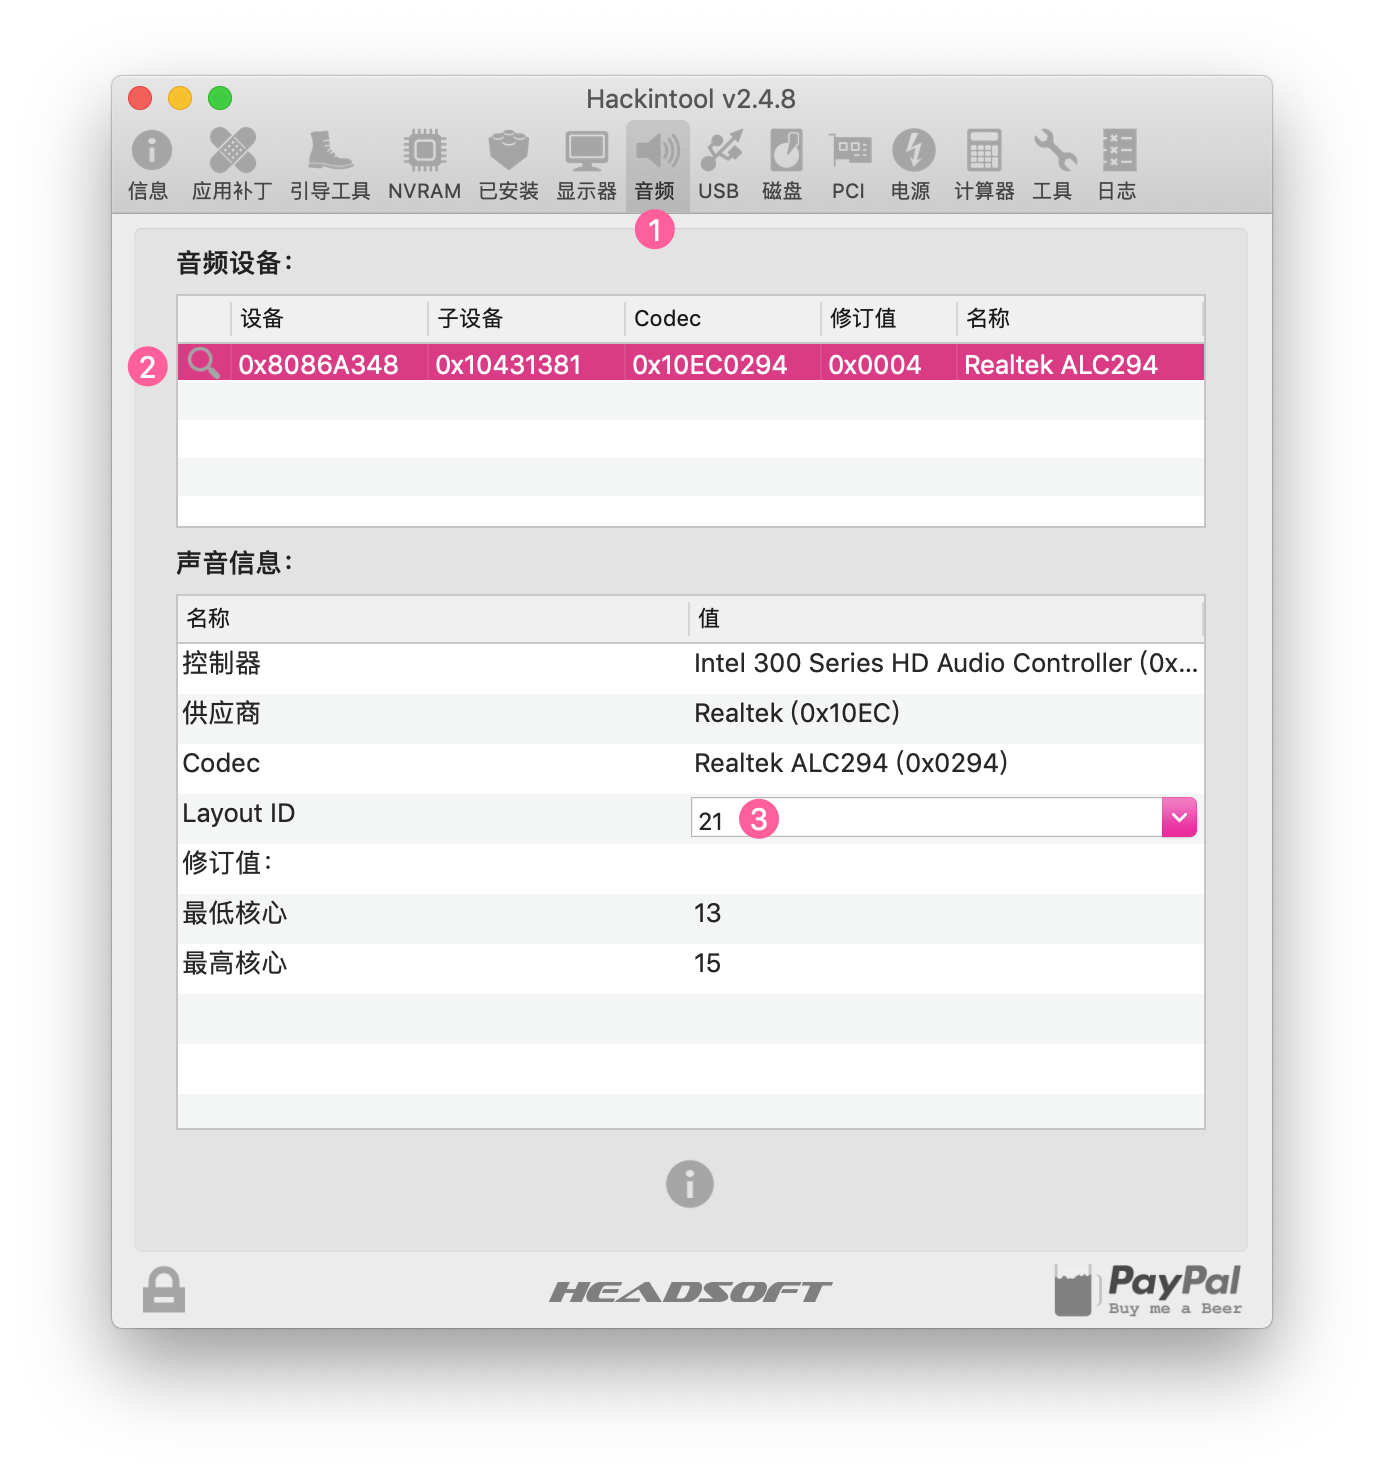 Hackintool v2.4.8
信息 应用补丁 引导工具 NVRAM 已安装 显示器 音频 USB 磁盘 PCI 电源 计算器 工具 日志
1
音频设备：
设备 子设备 Codec 修订值 名称
2 0x8086A348 0x10431381 0x10EC0294 0x0004 Realtek ALC294
声音信息：
名称 值
控制器 Intel 300 Series HD Audio Controller (0x...
供应商 Realtek (0x10EC)
Codec Realtek ALC294 (0x0294)
Layout ID 21 3
修订值：
最低核心 13
最高核心 15
HEADSOFT
PayPal
Buy me a Beer